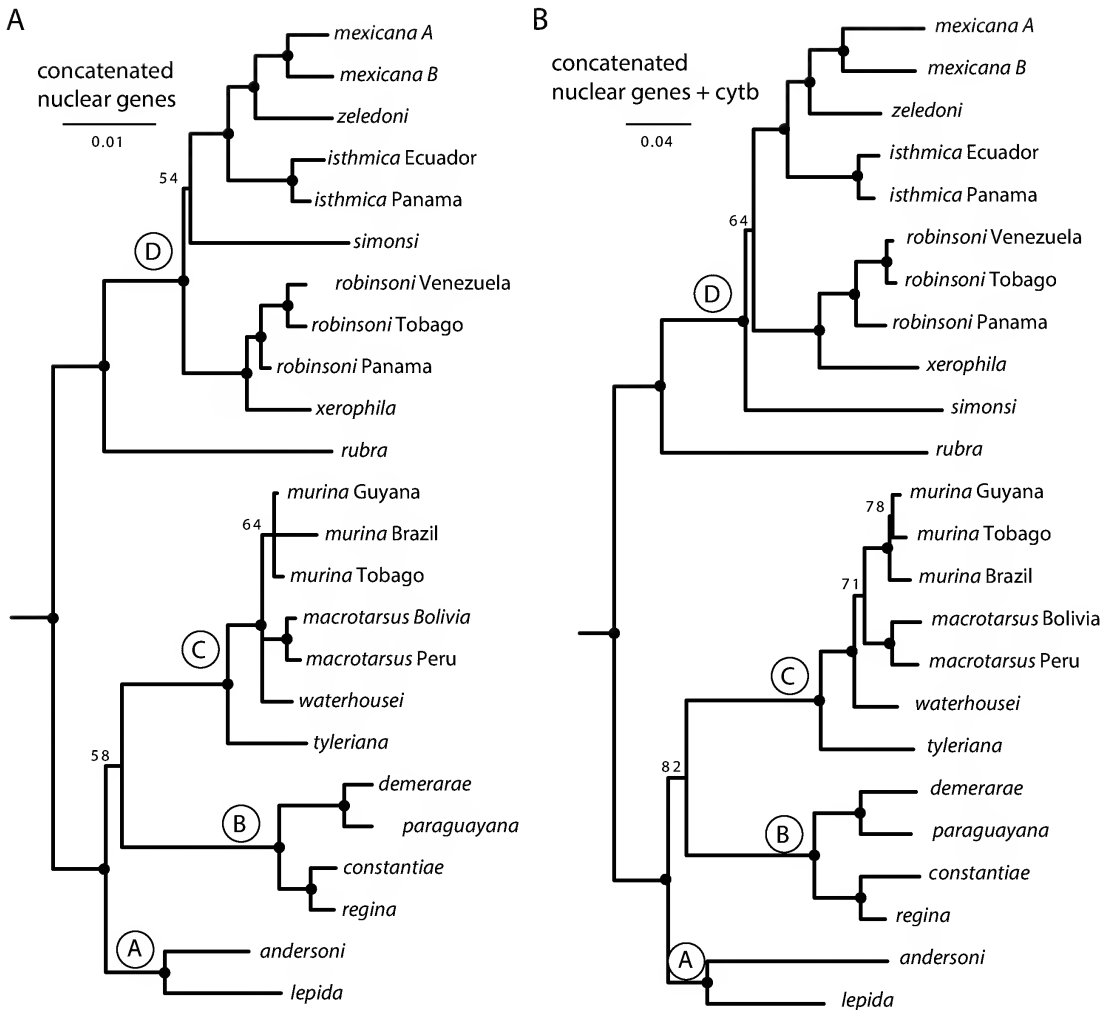 A
concatenated
nuclear genes
0.01
mexicana A
mexicana B
zeledoni
isthmica Ecuador
isthmica Panama
54
simonsi
D
robinsoni Venezuela
robinsoni Tobago
robinsoni Panama
xerophila
rubra
murina Guyana
64
murina Brazil
murina Tobago
macrotarsus Bolivia
macrotarsus Peru
C
waterhousei
tyleriana
58
demerarae
B
paraguayana
constantiae
regina
A
andersoni
lepida
B
concatenated
nuclear genes + cytb
0.04
mexicana A
mexicana B
zeledoni
isthmica Ecuador
isthmica Panama
64
robinsoni Venezuela
robinsoni Tobago
D
robinsoni Panama
xerophila
simonsi
rubra
murina Guyana
78
murina Tobago
murina Brazil
71
macrotarsus Bolivia
macrotarsus Peru
C
waterhousei
tyleriana
82
demerarae
B
paraguayana
constantiae
regina
A
andersoni
lepida